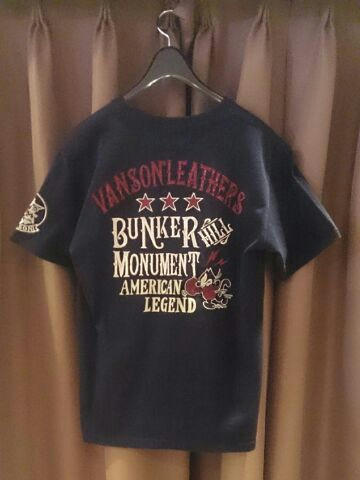 VANSON LEATHERS
BUNKER
HILL
MONUMENT
AMERICAN
LEGEND